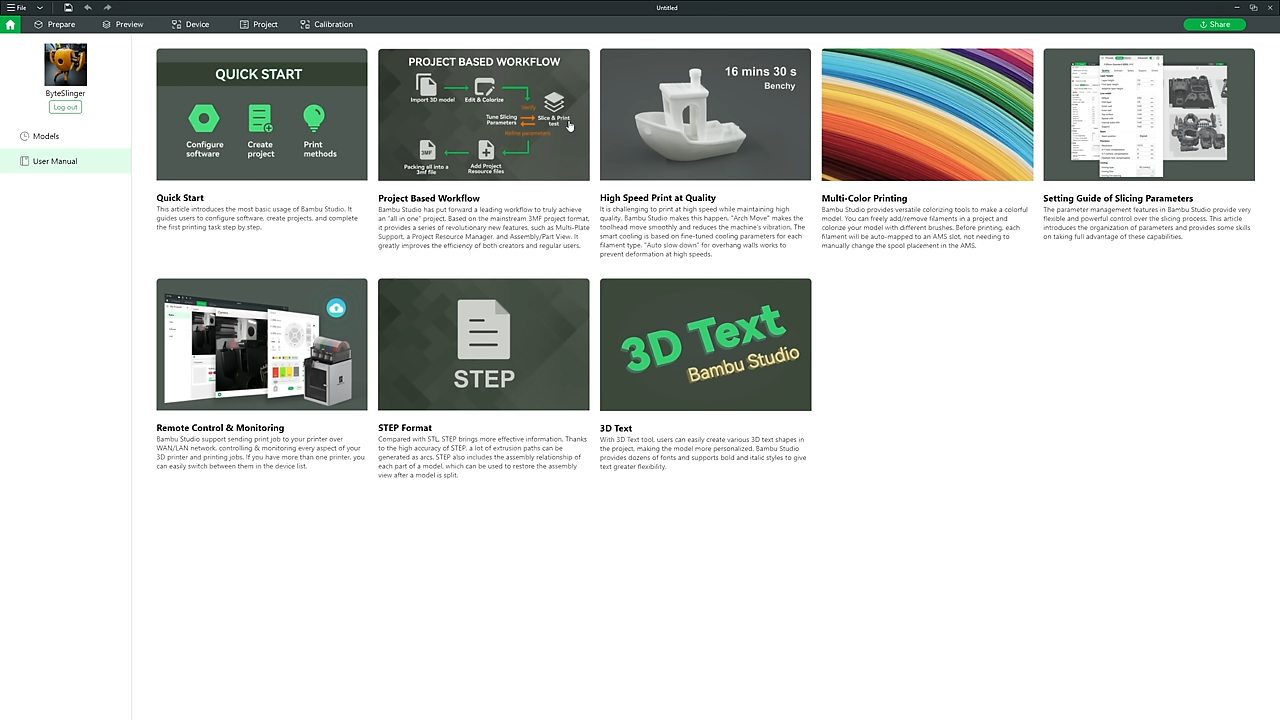 File
Untitled
Prepare
Preview
Device
Project
Calibration
Share
ByteSlinger
Log out
Models
User Manual
QUICK START
Configure
software
Create
project
Print
methods
Quick Start
This article introduces the most basic usage of Bambu Studio. It
guides users to configure software, create projects, and complete
the first printing task step by step.
PROJECT BASED WORKFLOW
Import 3D model
Edit & Colorize
Verify
Tune Slicing
Parameters
Slice & Print
test
Refine parameters
3MF
Packing all into a
3mf file
Add Project
Resource files
Project Based Workflow
Bambu Studio has put forward a leading workflow to truly achieve
an "all in one" project. Based on the mainstream 3MF project format,
it provides a series of revolutionary new features, such as Multi-Plate
Support, a Project Resource Manager, and Assembly/Part View. It
greatly improves the efficiency of both creators and regular users.
16 mins 30 s
Benchy
High Speed Print at Quality
It is challenging to print at high speed while maintaining high
quality. Bambu Studio makes this happen. "Arch Move" makes the
toolhead move smoothly and reduces the machine's vibration. The
smart cooling is based on fine-tuned cooling parameters for each
filament type. "Auto slow down" for overhang walls works to
prevent deformation at high speeds.
Multi-Color Printing
Bambu Studio provides versatile colorizing tools to make a colorful
model. You can freely add/remove filaments in a project and
colorize your model with different brushes. Before printing, each
filament will be auto-mapped to an AMS slot, not needing to
manually change the spool placement in the AMS.
Setting Guide of Slicing Parameters
The parameter management features in Bambu Studio provide very
flexible and powerful control over the slicing process. This article
introduces the organization of parameters and provides some skills
on taking full advantage of these capabilities.
Remote Control & Monitoring
Bambu Studio support sending print job to your printer over
WAN/LAN network, controlling & monitoring every aspect of your
3D printer and printing jobs. If you have more than one printer, you
can easily switch between them in the device list.
STEP
STEP Format
Compared with STL, STEP brings more effective information. Thanks
to the high accuracy of STEP, a lot of extrusion paths can be
generated as arcs. STEP also includes the assembly relationship of
each part of a model, which can be used to restore the assembly
view after a model is split.
3D Text
Bambu Studio
3D Text
With 3D Text tool, users can easily create various 3D text shapes in
the project, making the model more personalized. Bambu Studio
provides dozens of fonts and supports bold and italic styles to give
text greater flexibility.